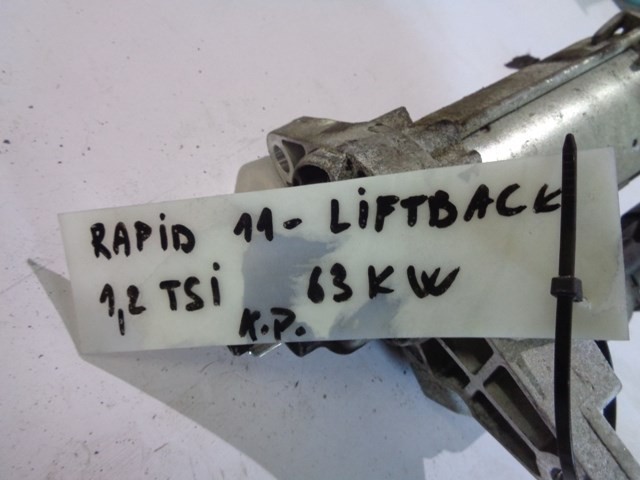 RAPID 11- LIFTBACK
1,2 TSI 63 KW
K.P.